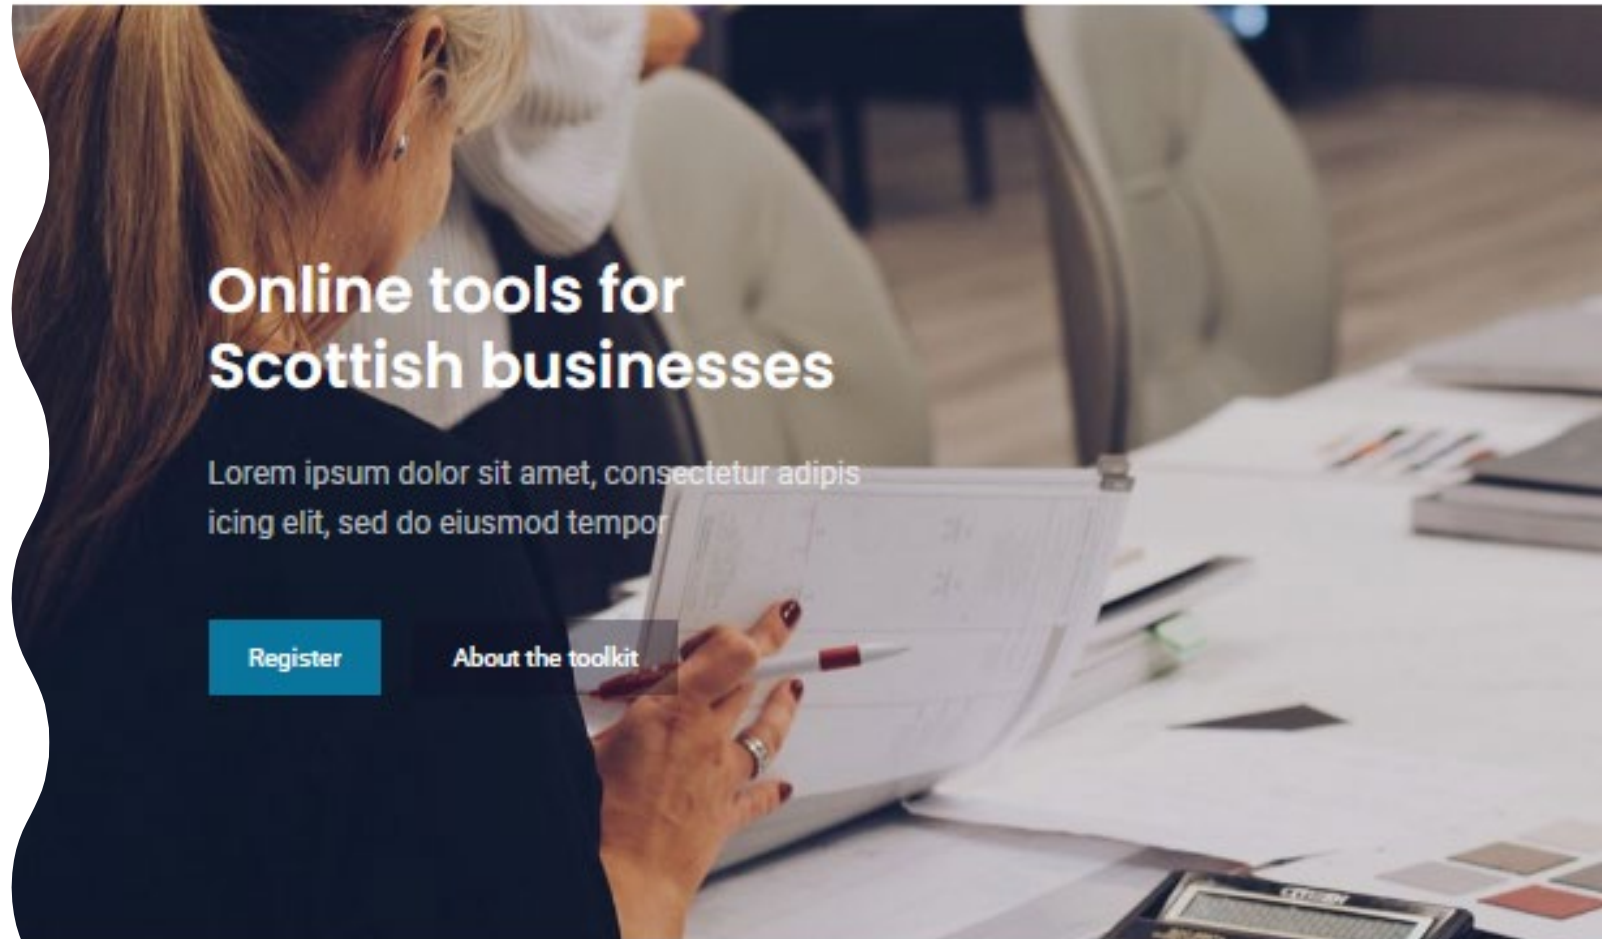 Online tools for
Scottish businesses
Lorem ipsum dolor sit amet, consectetur adipis
icing elit, sed do eiusmod tempor
Register
About the toolkit
CITIZEN